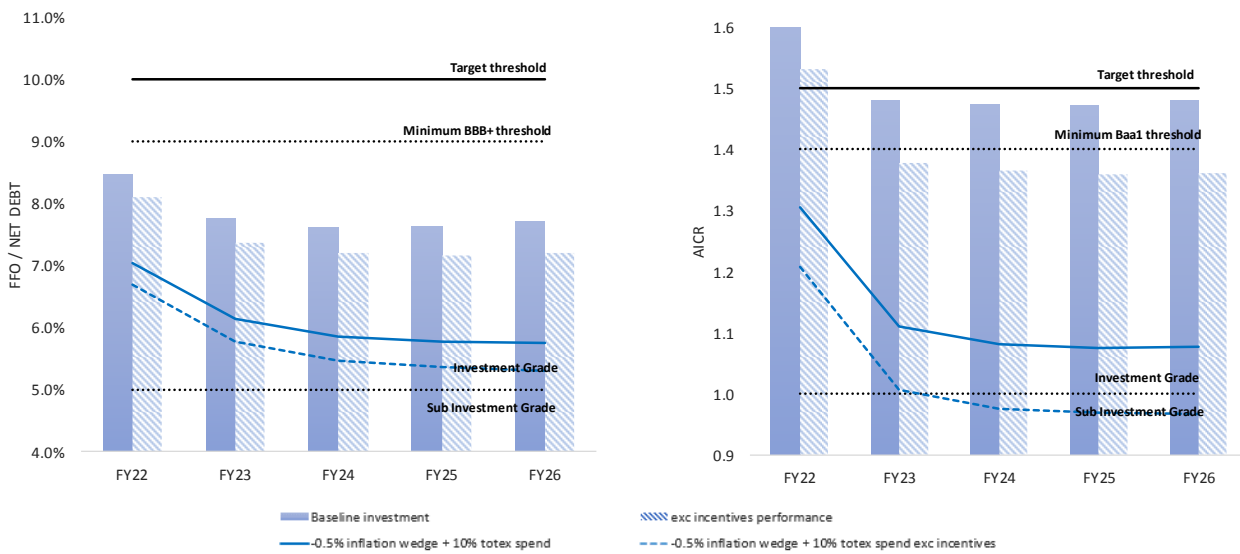 11.0%
10.0%
9.0%
8.0%
7.0%
6.0%
5.0%
4.0%
FFO / NET DEBT
Target threshold
Minimum BBB+ threshold
Investment Grade
Sub Investment Grade
FY22 FY23 FY24 FY25 FY26
1.6
1.5
1.4
1.3
1.2
1.1
1.0
0.9
AICR
Target threshold
Minimum Baa1 threshold
Investment Grade
Sub Investment Grade
FY22 FY23 FY24 FY25 FY26
Baseline investment
exc incentives performance
-0.5% inflation wedge + 10% totex spend
-0.5% inflation wedge + 10% totex spend exc incentives